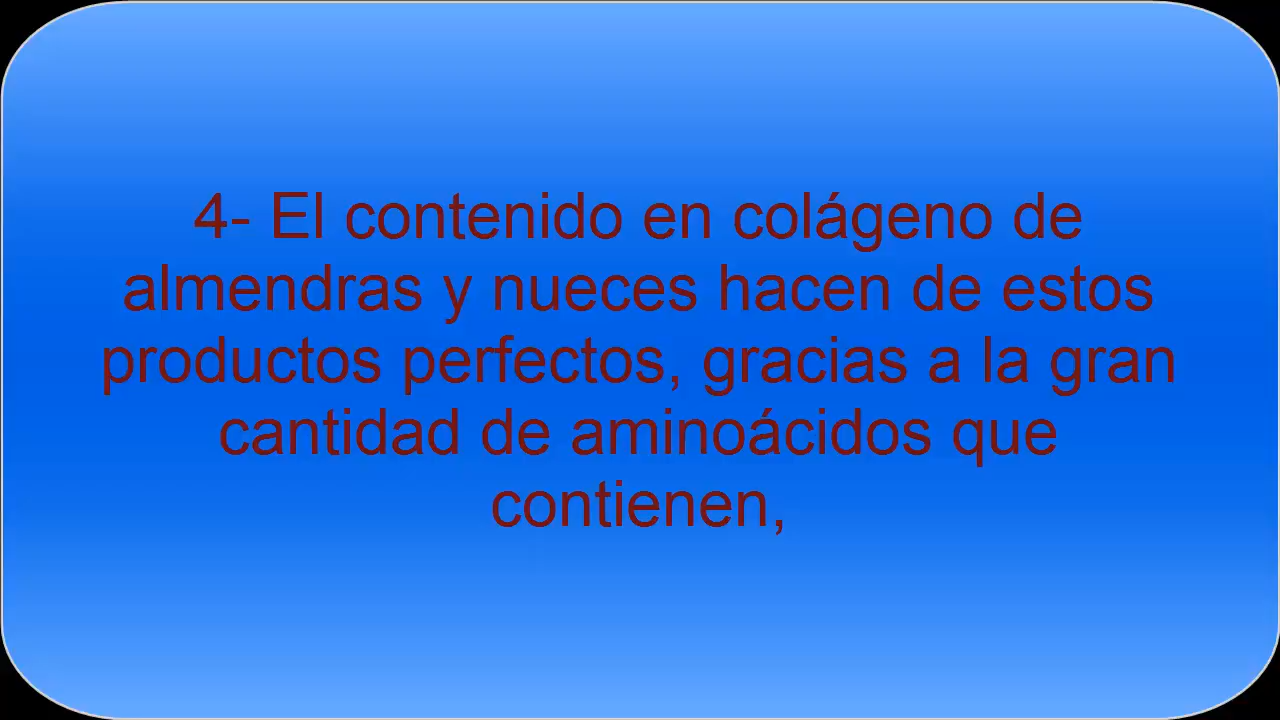 4- El contenido en colágeno de
almendras y nueces hacen de estos
productos perfectos, gracias a la gran
cantidad de aminoácidos que
contienen,